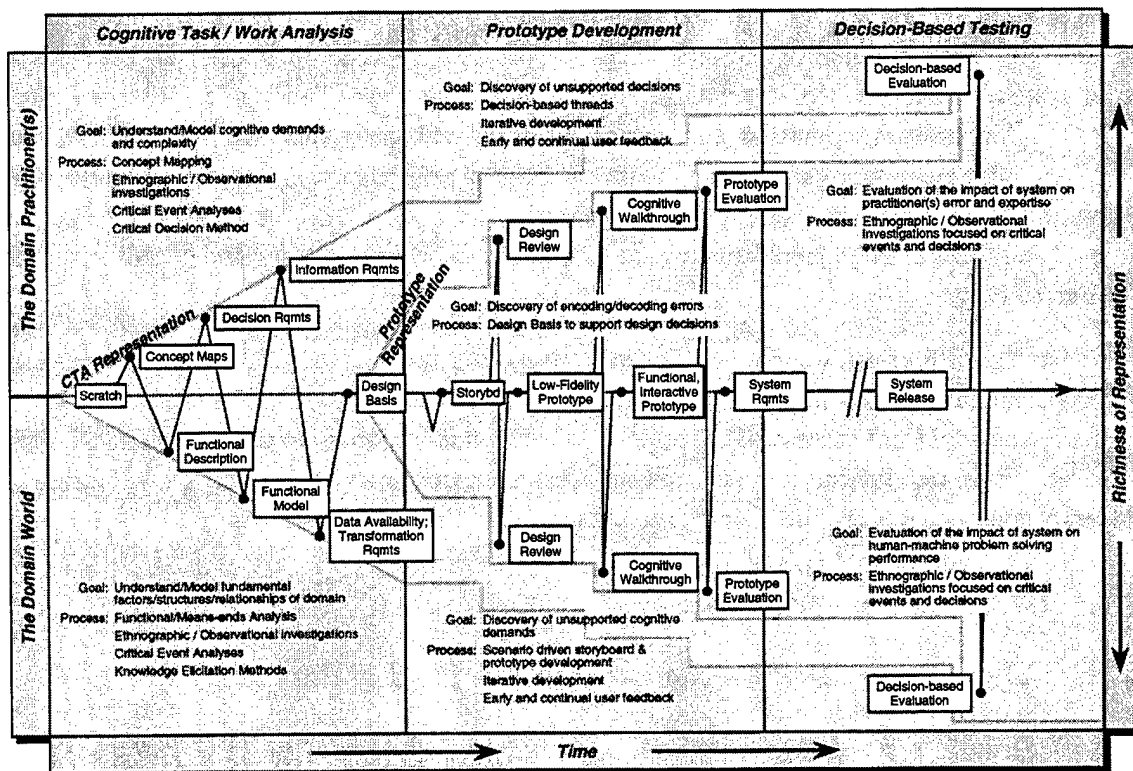 Cognitive Task / Work Analysis
Prototype Development
Decision-Based Testing
The Domain Practitioner(s)
The Domain World
Richness of Representation
Goal: Understand/Model cognitive demands
and complexity
Process: Concept Mapping
Ethnographic / Observational
investigations
Critical Event Analyses
Critical Decision Method
CTA Representation
Scratch
Concept Maps
Decision Rqmts
Information Rqmts
Functional
Description
Functional
Model
Data Availability;
Transformation
Rqmts
Design
Basis
Goal: Understand/Model fundamental
factors/structures/relationships of domain
Process: Functional/Means-ends Analysis
Ethnographic / Observational investigations
Critical Event Analyses
Knowledge Elicitation Methods
Goal: Discovery of unsupported decisions
Process: Decision-based threads
Iterative development
Early and continual user feedback
Prototype
Representation
Design
Review
Cognitive
Walkthrough
Prototype
Evaluation
Goal: Discovery of encoding/decoding errors
Process: Design Basis to support design decisions
Storybd
Low-Fidelity
Prototype
Functional,
Interactive
Prototype
System
Rqmts
Design
Review
Cognitive
Walkthrough
Prototype
Evaluation
Goal: Discovery of unsupported cognitive
demands
Process: Scenario driven storyboard &
prototype development
Iterative development
Early and continual user feedback
Decision-based
Evaluation
Goal: Evaluation of the impact of system on
practitioner(s) error and expertise
Process: Ethnographic / Observational
Investigations focused on critical
events and decisions
System
Release
Goal: Evaluation of the impact of system on
human-machine problem solving
performance
Process: Ethnographic / Observational
Investigations focused on critical
events and decisions
Decision-based
Evaluation
Time